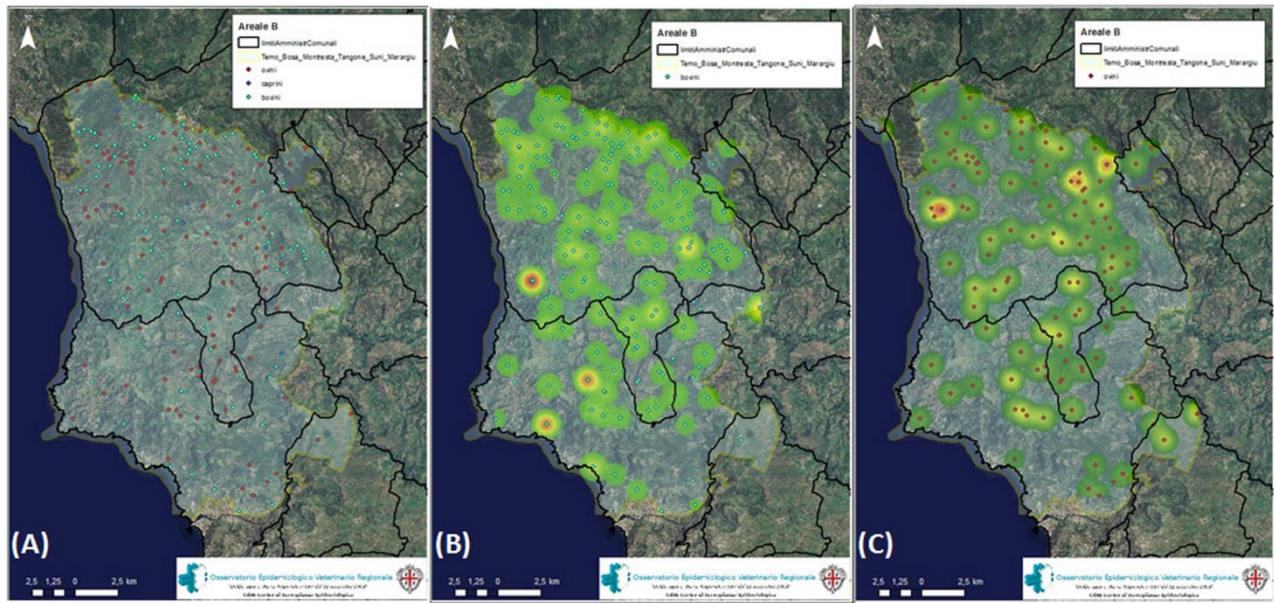 Areale B
limitiAmministrComunali
Temo_Bosa_Montresta_Tangone_Suni_Marargiu
ovini
caprini
bovini
(A)
2,5 1,25 0 2,5 km
Osservatorio Epidemiologico Veterinario Regionale
Areale B
limitiAmministrComunali
Temo_Bosa_Montresta_Tangone_Suni_Marargiu
bovini
(B)
2,5 1,25 0 2,5 km
Osservatorio Epidemiologico Veterinario Regionale
Areale B
limitiAmministrComunali
Temo_Bosa_Montresta_Tangone_Suni_Marargiu
ovini
(C)
2,5 1,25 0 2,5 km
Osservatorio Epidemiologico Veterinario Regionale